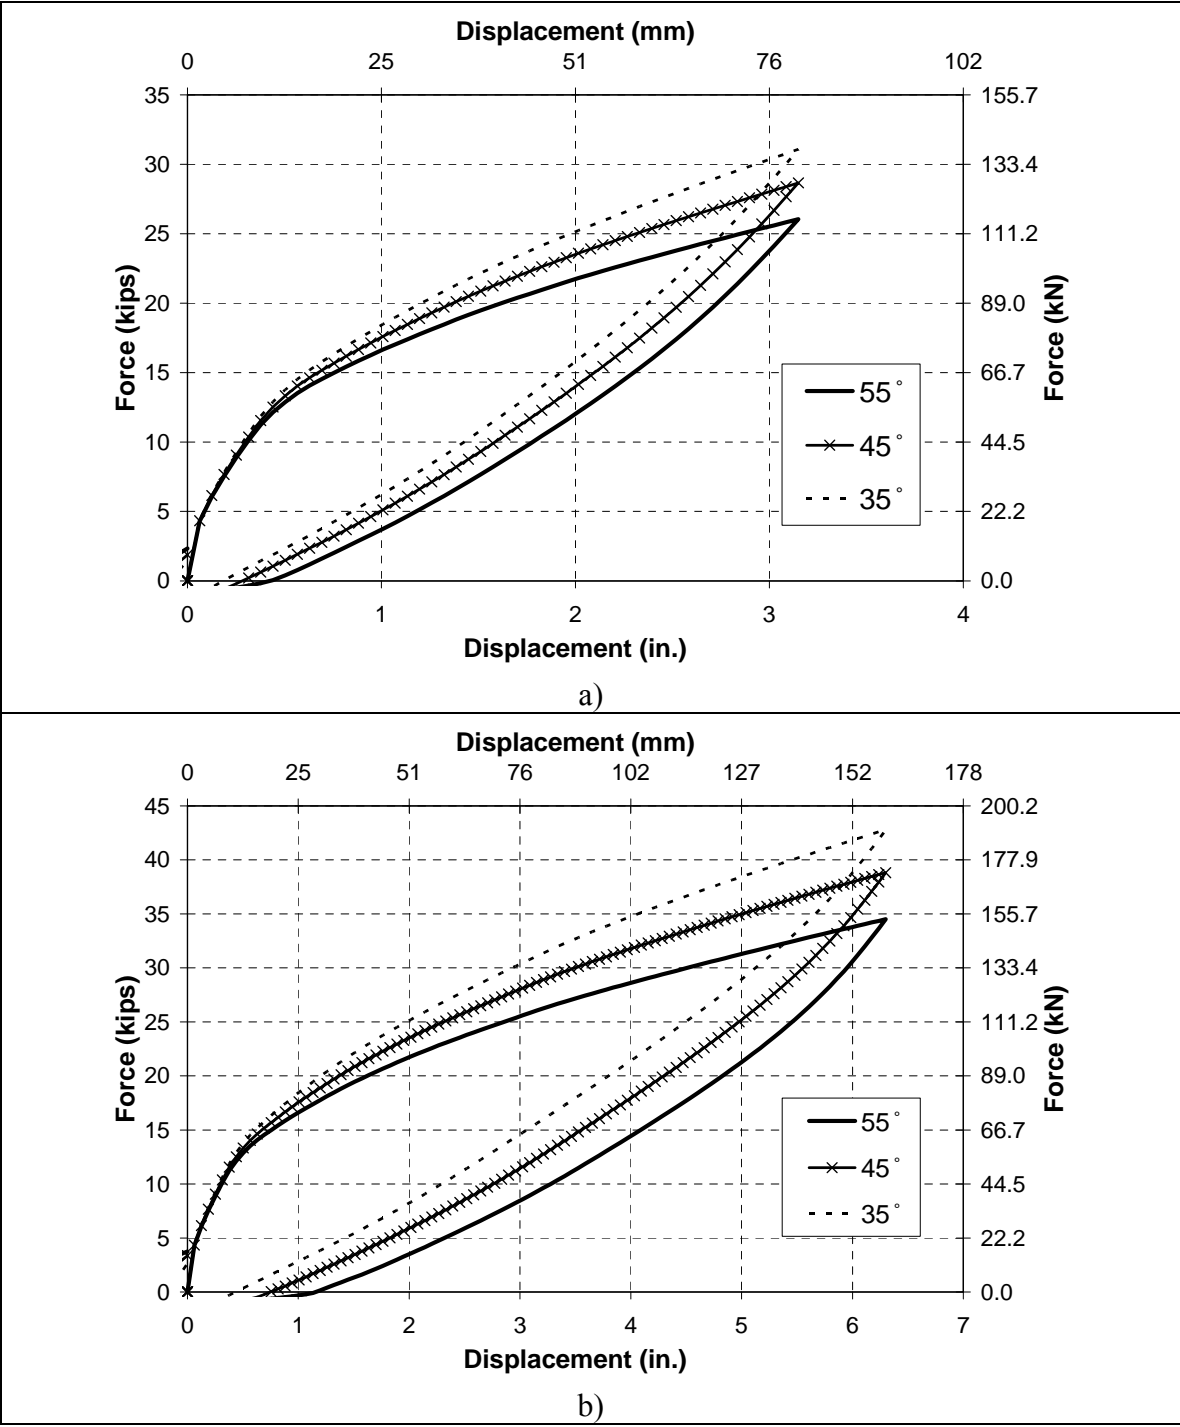 Displacement (mm)
0 25 51 76 102
35 155.7
30 133.4
25 111.2
20 89.0
15 66.7
10 44.5
5 22.2
0 0.0
Force (kips)
Force (kN)
55°
45°
35°
0 1 2 3 4
Displacement (in.)
a)
Displacement (mm)
0 25 51 76 102 127 152 178
45 200.2
40 177.9
35 155.7
30 133.4
25 111.2
20 89.0
15 66.7
10 44.5
5 22.2
0 0.0
Force (kips)
Force (kN)
55°
45°
35°
0 1 2 3 4 5 6 7
Displacement (in.)
b)